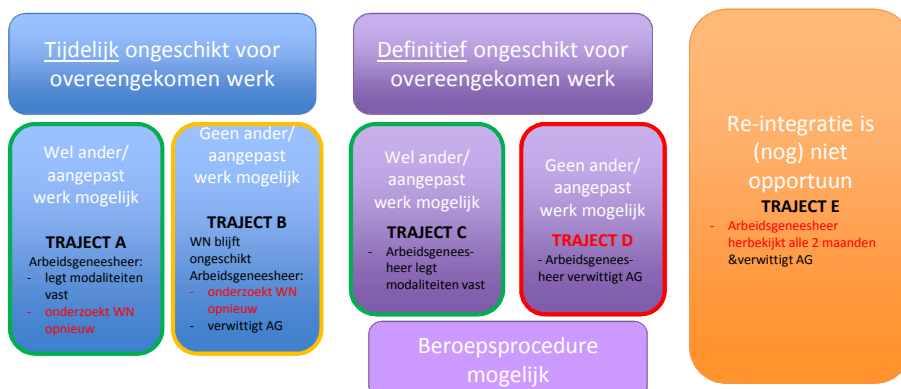 Tijdelijk ongeschikt voor
overeengekomen werk
Wel ander/
aangepast
werk mogelijk
TRAJECT A
Arbeidsgeneesheer:
- legt modaliteiten
vast
- onderzoekt WN
opnieuw
Geen ander/
aangepast
werk mogelijk
TRAJECT B
WN blijft
ongeschikt
Arbeidsgeneesheer:
- onderzoekt WN
opnieuw
- verwittigt AG
Definitief ongeschikt voor
overeengekomen werk
Wel ander/
aangepast
werk mogelijk
TRAJECT C
- Arbeidsgenees-
heer legt
modaliteiten vast
Geen ander/
aangepast
werk mogelijk
TRAJECT D
- Arbeidsgenees-
heer verwittigt AG
Beroepsprocedure
mogelijk
Re-integratie is
(nog) niet
opportuun
TRAJECT E
- Arbeidsgeneesheer
herbekijkt alle 2 maanden
&verwittigt AG